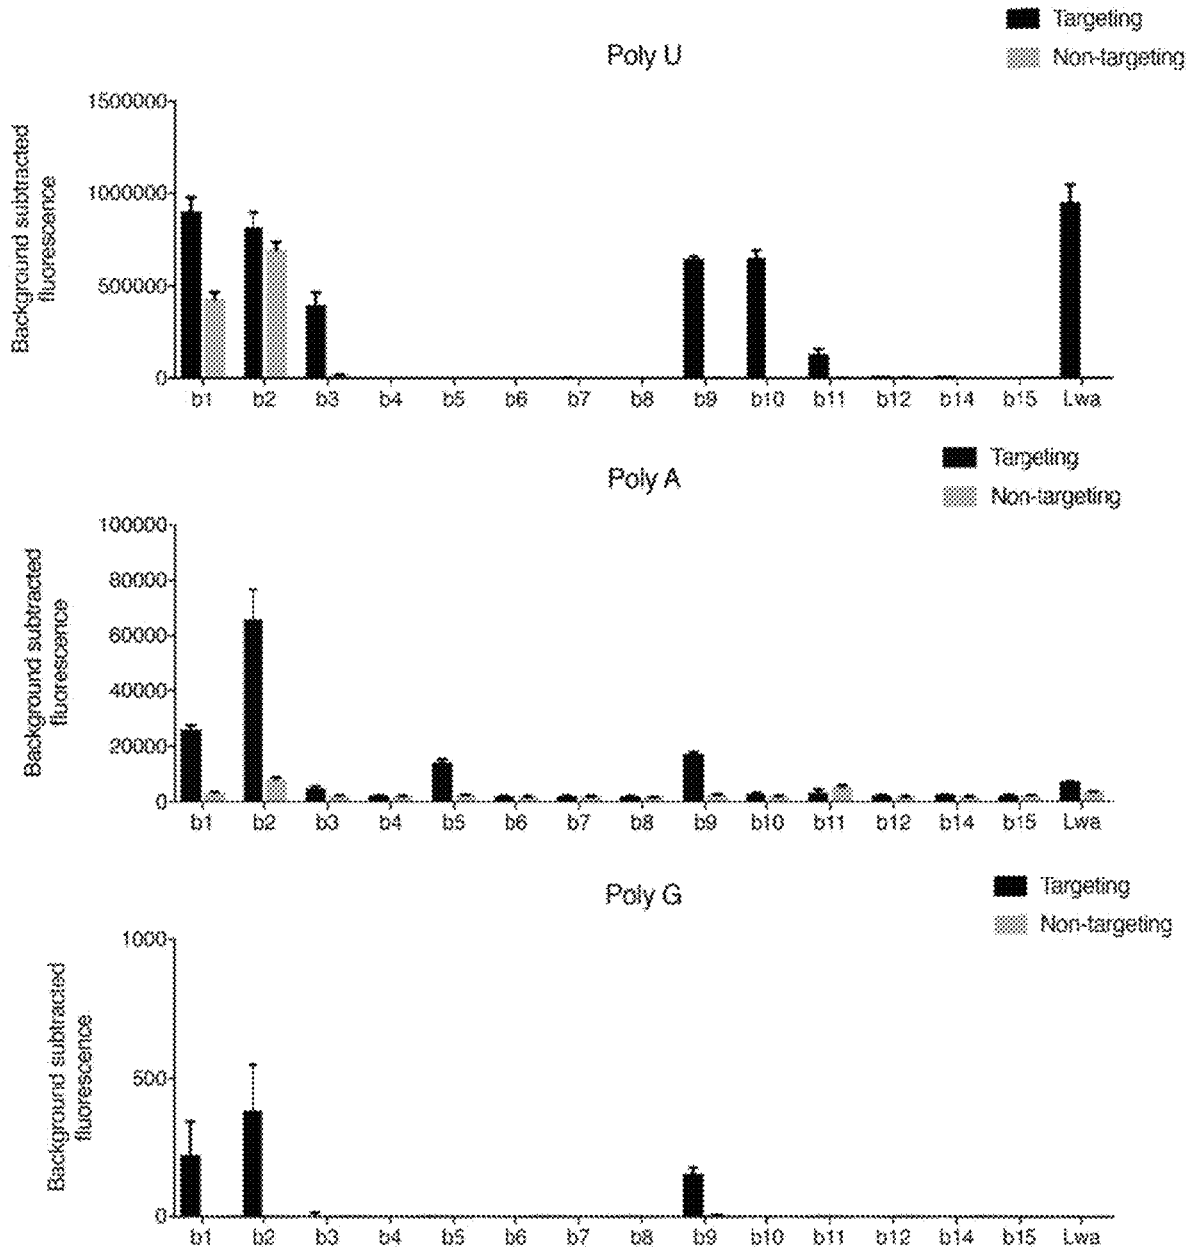 Targeting
Non-targeting
Poly U
Background subtracted
fluorescence
1500000
1000000
500000
0
b1 b2 b3 b4 b5 b6 b7 b8 b9 b10 b11 b12 b14 b15 Lwa
Targeting
Non-targeting
Poly A
Background subtracted
fluorescence
100000
80000
60000
40000
20000
0
b1 b2 b3 b4 b5 b6 b7 b8 b9 b10 b11 b12 b14 b15 Lwa
Targeting
Non-targeting
Poly G
Background subtracted
fluorescence
1000
500
0
b1 b2 b3 b4 b5 b6 b7 b8 b9 b10 b11 b12 b14 b15 Lwa